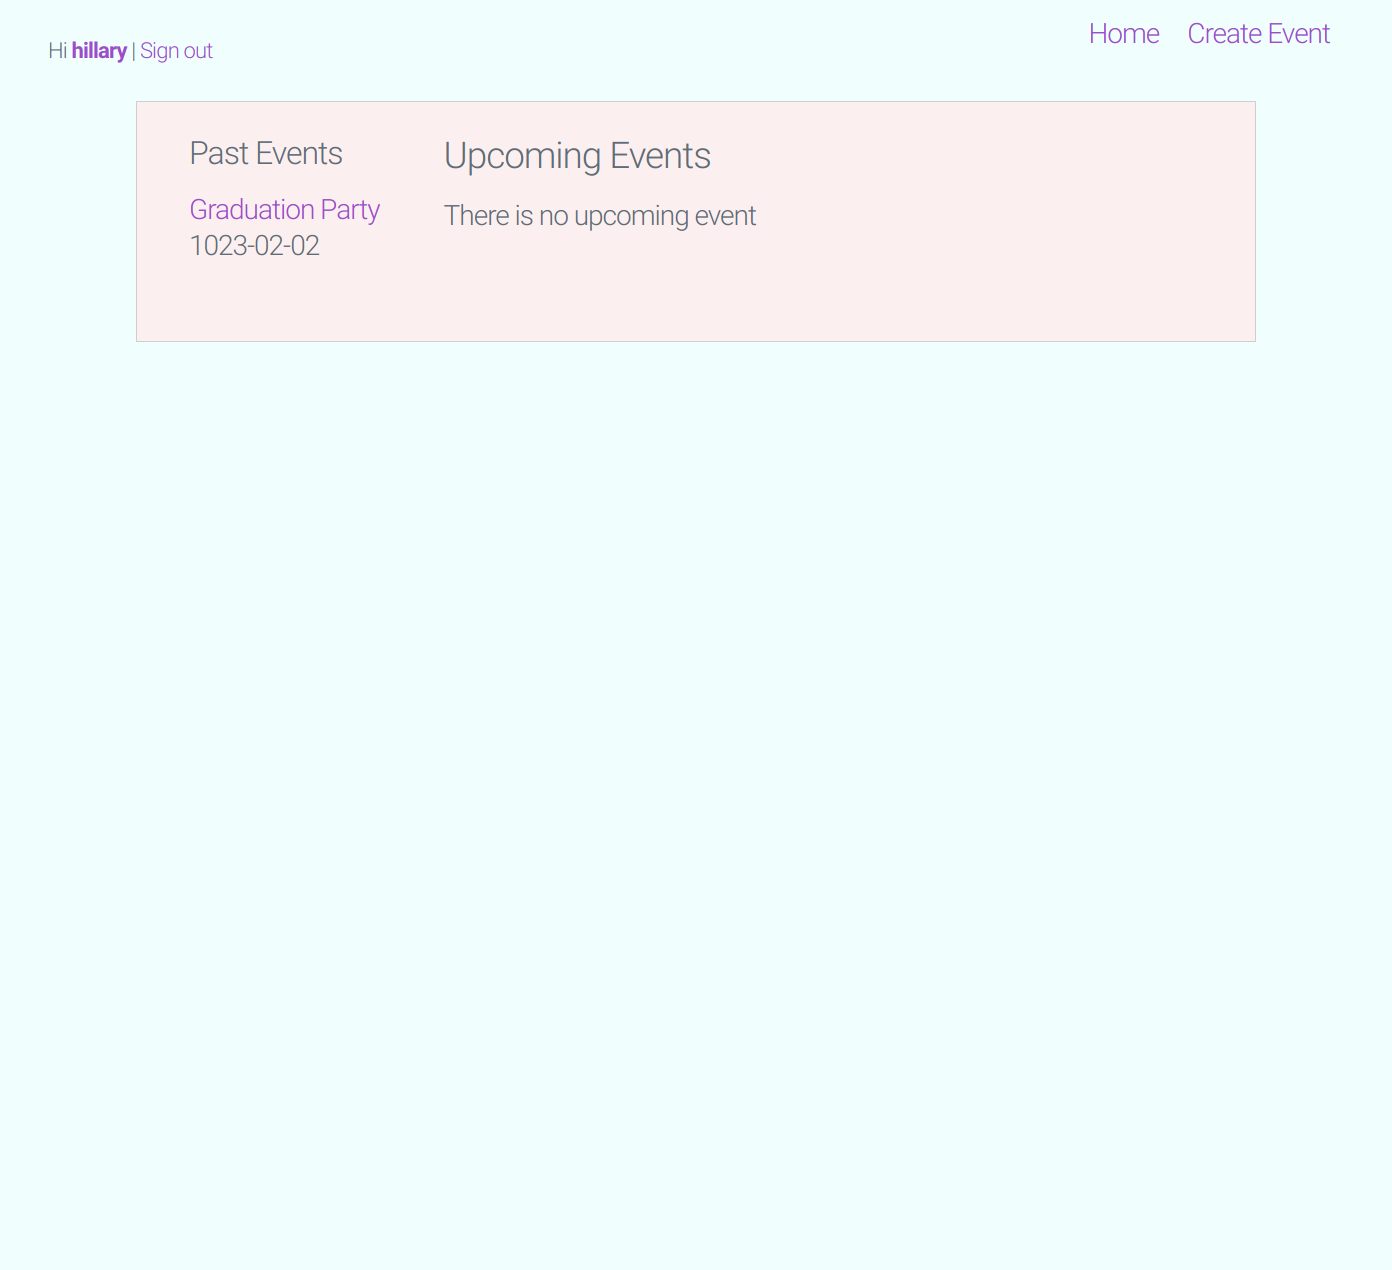 Hi hillary | Sign out
Home Create Event
Past Events
Graduation Party
1023-02-02
Upcoming Events
There is no upcoming event